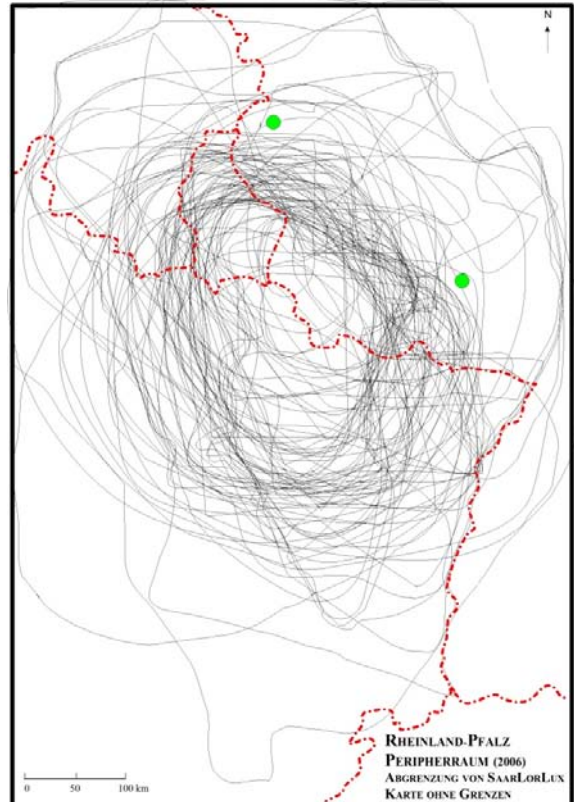 N
RHEINLAND-PFALZ
PERIPHERRAUM (2006)
ABGRENZUNG VON SAARLORLUX
KARTE OHNE GRENZEN
0 50 100 km